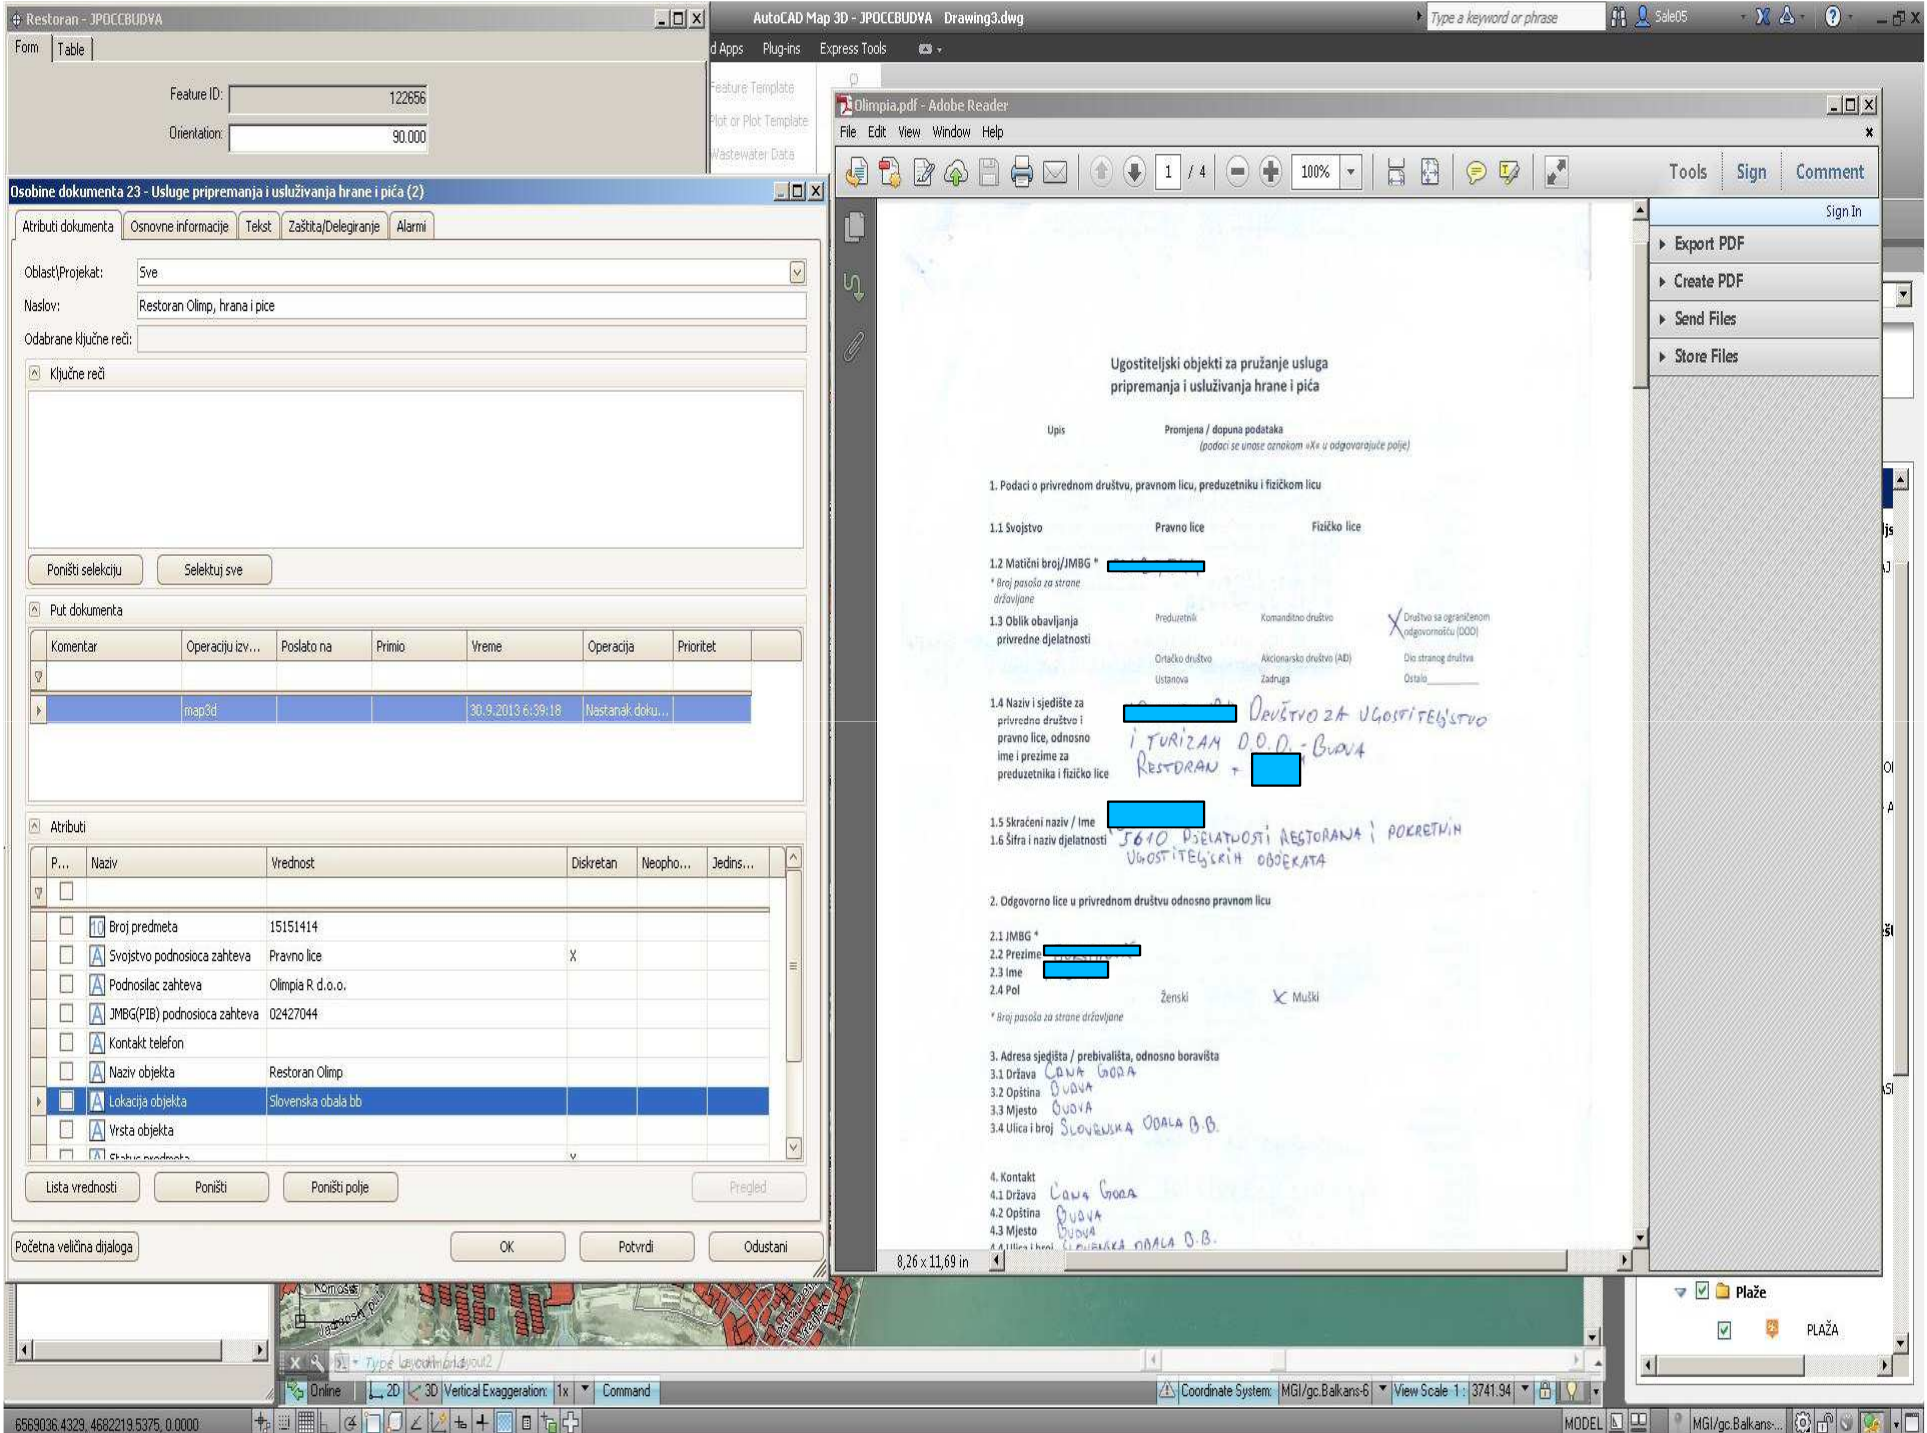 Restoran - JPOCCBUDVA
Form
Table
Feature ID:
122656
Orientation:
90.000
AutoCAD Map 3D - JPOCCBUDVA Drawing3.dwg
Type a keyword or phrase
Sale05
d Apps
Plug-ins
Express Tools
Feature Template
Plot or Plot Template
Wastewater Data
Osobine dokumenta 23 - Usluge pripremanja i usluživanja hrane i pića (2)
Atributi dokumenta
Osnovne informacije
Tekst
Zaštita/Delegiranje
Alarmi
Oblast\Projekat:
Sve
Naslov:
Restoran Olimp, hrana i pice
Odabrane ključne reči:
Ključne reči
Poništi selekciju
Selektuj sve
Put dokumenta
Komentar
Operaciju izv...
Poslato na
Primio
Vreme
Operacija
Prioritet
map3d
30.9.2013 6:39:18
Nastanak doku...
Atributi
P...
Naziv
Vrednost
Diskretan
Neopho...
Jedins...
Broj predmeta
15151414
Svojstvo podnosioca zahteva
Pravno lice
X
Podnosilac zahteva
Olimpia R d.o.o.
JMBG(PIB) podnosioca zahteva
02427044
Kontakt telefon
Naziv objekta
Restoran Olimp
Lokacija objekta
Slovenska obala bb
Vrsta objekta
Status predmeta
Lista vrednosti
Poništi
Poništi polje
Pregled
Početna veličina dijaloga
OK
Potvrdi
Odustani
Olimpia.pdf - Adobe Reader
File Edit View Window Help
1 / 4
100%
Tools
Sign
Comment
Sign In
Export PDF
Create PDF
Send Files
Store Files
Ugostiteljski objekti za pružanje usluga
pripremanja i usluživanja hrane i pića
Upis
Promjena / dopuna podataka
(podaci se unose oznakom «X« u odgovarajuće polje)
1. Podaci o privrednom društvu, pravnom licu, preduzetniku i fizičkom licu
1.1 Svojstvo
Pravno lice
Fizičko lice
1.2 Matični broj/JMBG *
* Broj pasoša za strane
državljane
1.3 Oblik obavljanja
privredne djelatnosti
Preduzetnik
Komanditno društvo
X Društvo sa ograničenom
odgovornošću (DOO)
Ortačko društvo
Akcionarsko društvo (AD)
Dio stranog društva
Ustanova
Zadruga
Ostalo
1.4 Naziv i sjedište za
privredno društvo i
pravno lice, odnosno
ime i prezime za
preduzetnika i fizičko lice
DRUŠTVO ZA UGOSTITELJSTVO
I TURIZAM D.O.O. - BUDVA
RESTORAN
1.5 Skraćeni naziv / Ime
1.6 Šifra i naziv djelatnosti
5610 DJELATNOSTI RESTORANA I POKRETNIH
UGOSTITELJSKIH OBJEKATA
2. Odgovorno lice u privrednom društvu odnosno pravnom licu
2.1 JMBG *
2.2 Prezime
2.3 Ime
2.4 Pol
Ženski
X Muški
* Broj pasoša za strane državljane
3. Adresa sjedišta / prebivališta, odnosno boravišta
3.1 Država CRNA GORA
3.2 Opština BUDVA
3.3 Mjesto BUDVA
3.4 Ulica i broj SLOVENSKA OBALA B.B.
4. Kontakt
4.1 Država CRNA GORA
4.2 Opština BUDVA
4.3 Mjesto BUDVA
4.4 Ulica i broj SLOVENSKA OBALA B.B.
8,26 x 11,69 in
Plaže
PLAŽA
Online
2D
3D
Vertical Exaggeration: 1x
Command
Coordinate System: MGI/gc.Balkans-6
View Scale 1 : 3741.94
6569036.4329, 4682219.5375, 0.0000
MODEL
MGI/gc.Balkans-...